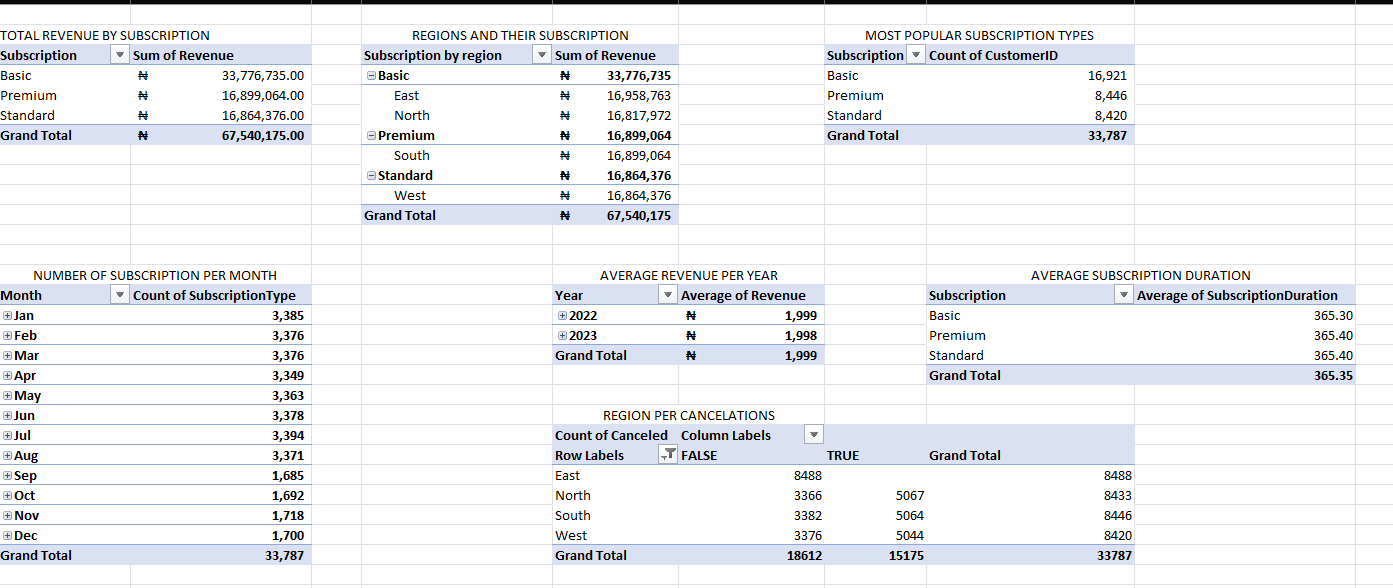 TOTAL REVENUE BY SUBSCRIPTION
Subscription Sum of Revenue
Basic ₦ 33,776,735.00
Premium ₦ 16,899,064.00
Standard ₦ 16,864,376.00
Grand Total ₦ 67,540,175.00
REGIONS AND THEIR SUBSCRIPTION
Subscription by region Sum of Revenue
Basic ₦ 33,776,735
East ₦ 16,958,763
North ₦ 16,817,972
Premium ₦ 16,899,064
South ₦ 16,899,064
Standard ₦ 16,864,376
West ₦ 16,864,376
Grand Total ₦ 67,540,175
MOST POPULAR SUBSCRIPTION TYPES
Subscription Count of CustomerID
Basic 16,921
Premium 8,446
Standard 8,420
Grand Total 33,787
NUMBER OF SUBSCRIPTION PER MONTH
Month Count of SubscriptionType
Jan 3,385
Feb 3,376
Mar 3,376
Apr 3,349
May 3,363
Jun 3,378
Jul 3,394
Aug 3,371
Sep 1,685
Oct 1,692
Nov 1,718
Dec 1,700
Grand Total 33,787
AVERAGE REVENUE PER YEAR
Year Average of Revenue
2022 ₦ 1,999
2023 ₦ 1,998
Grand Total ₦ 1,999
AVERAGE SUBSCRIPTION DURATION
Subscription Average of SubscriptionDuration
Basic 365.30
Premium 365.40
Standard 365.40
Grand Total 365.35
REGION PER CANCELATIONS
Count of Canceled Column Labels
Row Labels FALSE TRUE Grand Total
East 8488 8488
North 3366 5067 8433
South 3382 5064 8446
West 3376 5044 8420
Grand Total 18612 15175 33787